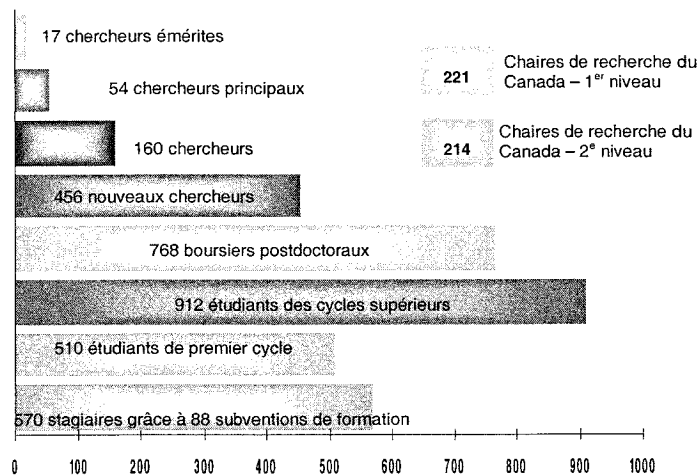 17 chercheurs émérites
54 chercheurs principaux
160 chercheurs
456 nouveaux chercheurs
768 boursiers postdoctoraux
912 étudiants des cycles supérieurs
510 étudiants de premier cycle
570 stagiaires grâce à 88 subventions de formation
221
Chaires de recherche du
Canada – 1er niveau
214
Chaires de recherche du
Canada – 2e niveau
0 100 200 300 400 500 600 700 800 900 1000